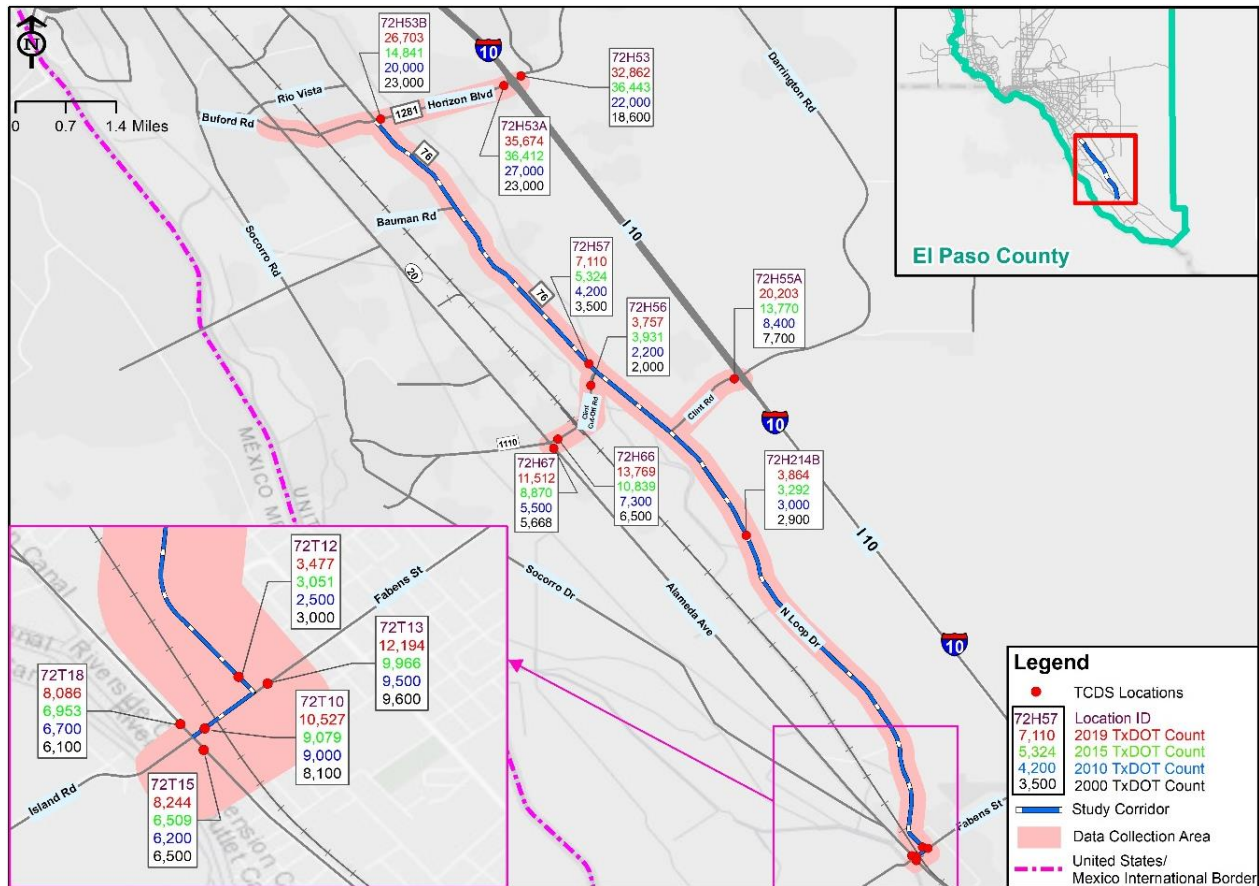 N
0 0.7 1.4 Miles
72H53B
26,703
14,841
20,000
23,000
10
72H53
32,862
36,443
22,000
18,600
Darrington Rd
Rio Vista
Buford Rd
1281
Horizon Blvd
72H53A
35,674
36,412
27,000
23,000
76
Bauman Rd
Socorro Rd
20
I 10
El Paso County
72H57
7,110
5,324
4,200
3,500
76
72H56
3,757
3,931
2,200
2,000
72H55A
20,203
13,770
8,400
7,700
Clint
Cut-Off Rd
Clint Rd
10
1110
72H67
11,512
8,870
5,500
5,668
72H66
13,769
10,839
7,300
6,500
72H214B
3,864
3,292
3,000
2,900
MÉXICO
I 10
Socorro Dr
Alameda Ave
N Loop Dr
10
Fabens St
72T12
3,477
3,051
2,500
3,000
Fabens St
72T13
12,194
9,966
9,500
9,600
72T18
8,086
6,953
6,700
6,100
72T10
10,527
9,079
9,000
8,100
Island Rd
72T15
8,244
6,509
6,200
6,500
Legend
TCDS Locations
72H57 Location ID
7,110 2019 TxDOT Count
5,324 2015 TxDOT Count
4,200 2010 TxDOT Count
3,500 2000 TxDOT Count
Study Corridor
Data Collection Area
United States/
Mexico International Border